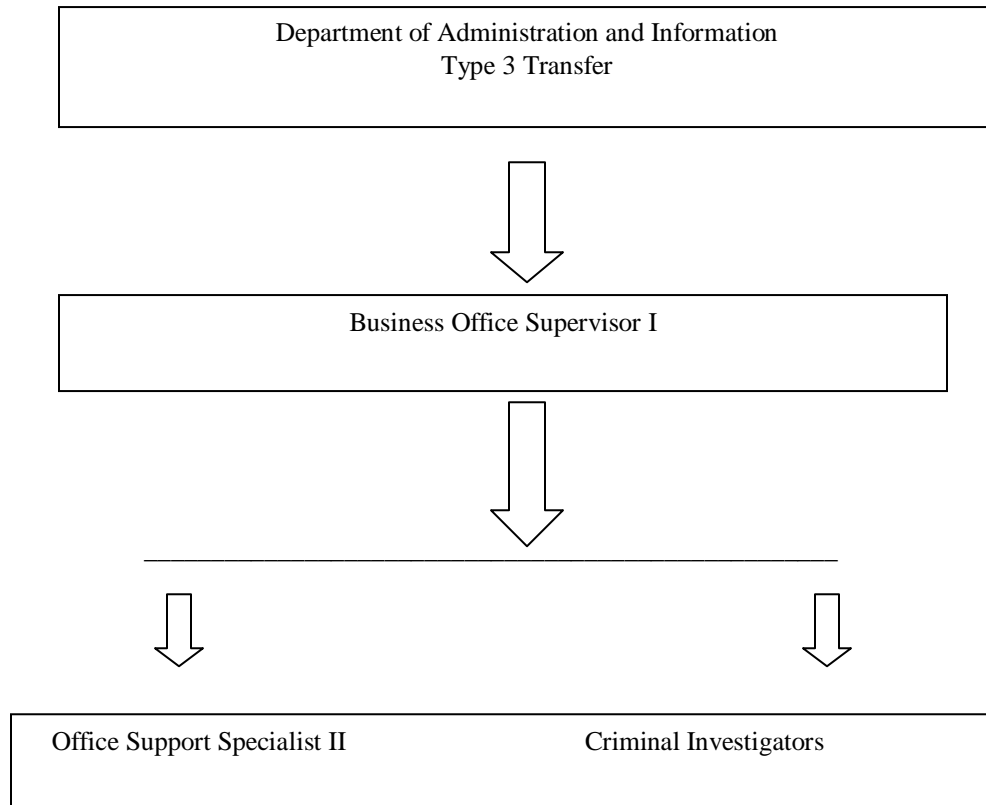 Department of Administration and Information
Type 3 Transfer
Business Office Supervisor I
Office Support Specialist II Criminal Investigators